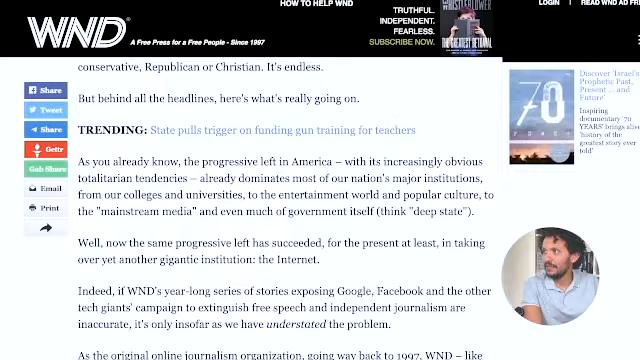 HOW TO HELP WND
LOGIN
READ WND AD FRE
WND
A Free Press for a Free People - Since 1997
TRUTHFUL.
INDEPENDENT.
FEARLESS.
SUBSCRIBE NOW.
WHISTLEBLOWER
THE GREATEST BETRAYAL
conservative, Republican or Christian. It's endless.
But behind all the headlines, here's what's really going on.
TRENDING: State pulls trigger on funding gun training for teachers
As you already know, the progressive left in America – with its increasingly obvious
totalitarian tendencies – already dominates most of our nation's major institutions,
from our colleges and universities, to the entertainment world and popular culture, to
the "mainstream media" and even much of government itself (think "deep state").
Well, now the same progressive left has succeeded, for the present at least, in taking
over yet another gigantic institution: the Internet.
Indeed, if WND's year-long series of stories exposing Google, Facebook and the other
tech giants' campaign to extinguish free speech and independent journalism are
inaccurate, it's only insofar as we have understated the problem.
As the original online journalism organization, going way back to 1997, WND – like
Share
Tweet
Share
Gettr
Gab Share
Email
Print
70
Discover 'Israel's
Prophetic Past,
Present ... and
Future'
Inspiring
documentary '70
YEARS' brings alive
'history of the
greatest story ever
told'